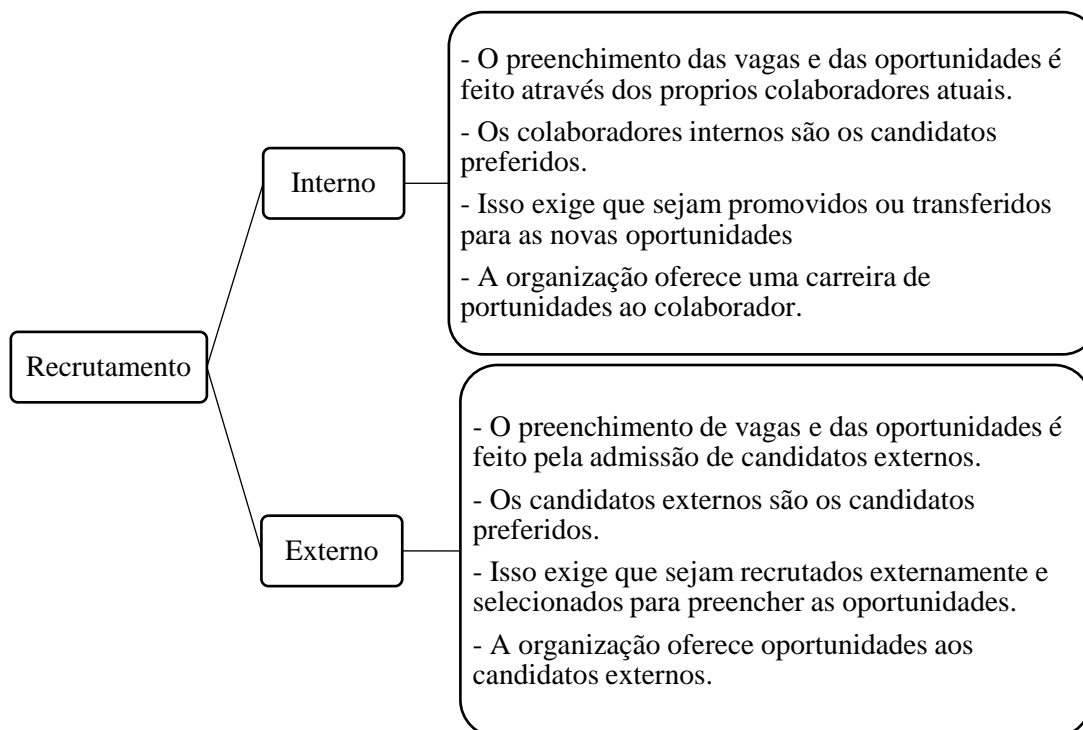 Recrutamento
Interno
- O preenchimento das vagas e das oportunidades é
feito através dos proprios colaboradores atuais.
- Os colaboradores internos são os candidatos
preferidos.
- Isso exige que sejam promovidos ou transferidos
para as novas oportunidades
- A organização oferece uma carreira de
portunidades ao colaborador.
Externo
- O preenchimento de vagas e das oportunidades é
feito pela admissão de candidatos externos.
- Os candidatos externos são os candidatos
preferidos.
- Isso exige que sejam recrutados externamente e
selecionados para preencher as oportunidades.
- A organização oferece oportunidades aos
candidatos externos.